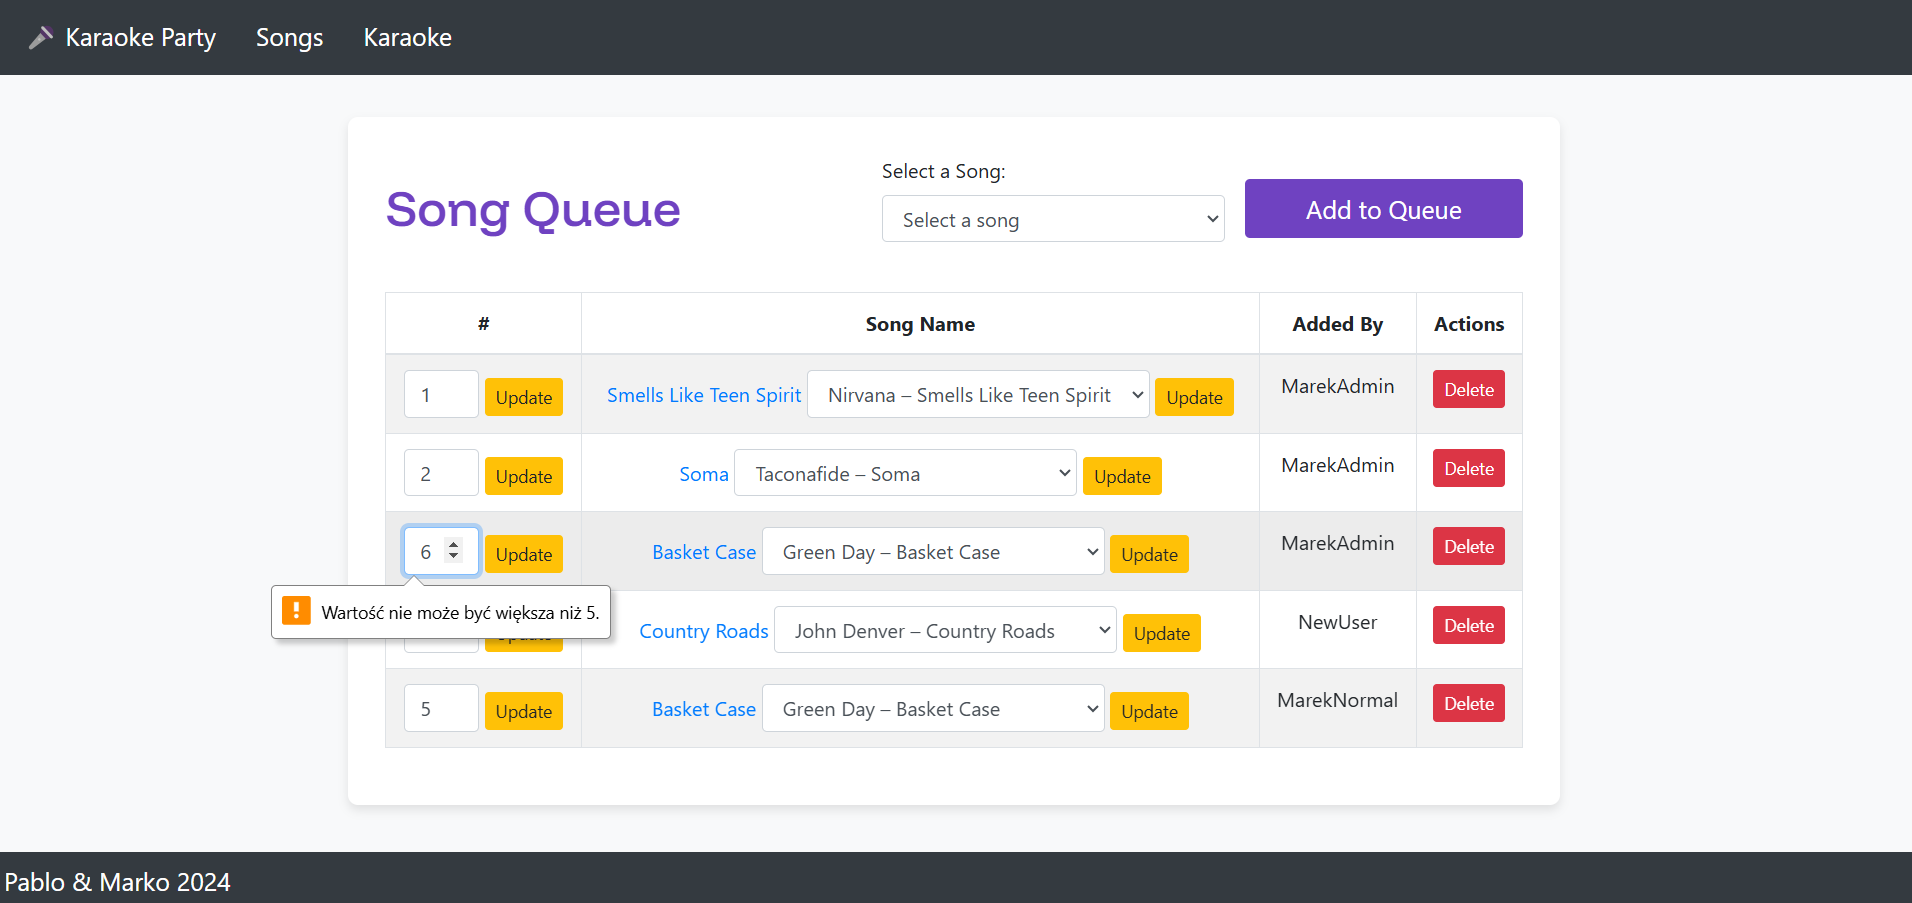 Karaoke Party Songs Karaoke
Select a Song:
Song Queue
Select a song
Add to Queue
# Song Name Added By Actions
1 Update Smells Like Teen Spirit Nirvana – Smells Like Teen Spirit Update MarekAdmin Delete
2 Update Soma Taconafide – Soma Update MarekAdmin Delete
6 Update Basket Case Green Day – Basket Case Update MarekAdmin Delete
Wartość nie może być większa niż 5.
Country Roads John Denver – Country Roads Update NewUser Delete
5 Update Basket Case Green Day – Basket Case Update MarekNormal Delete
Pablo & Marko 2024